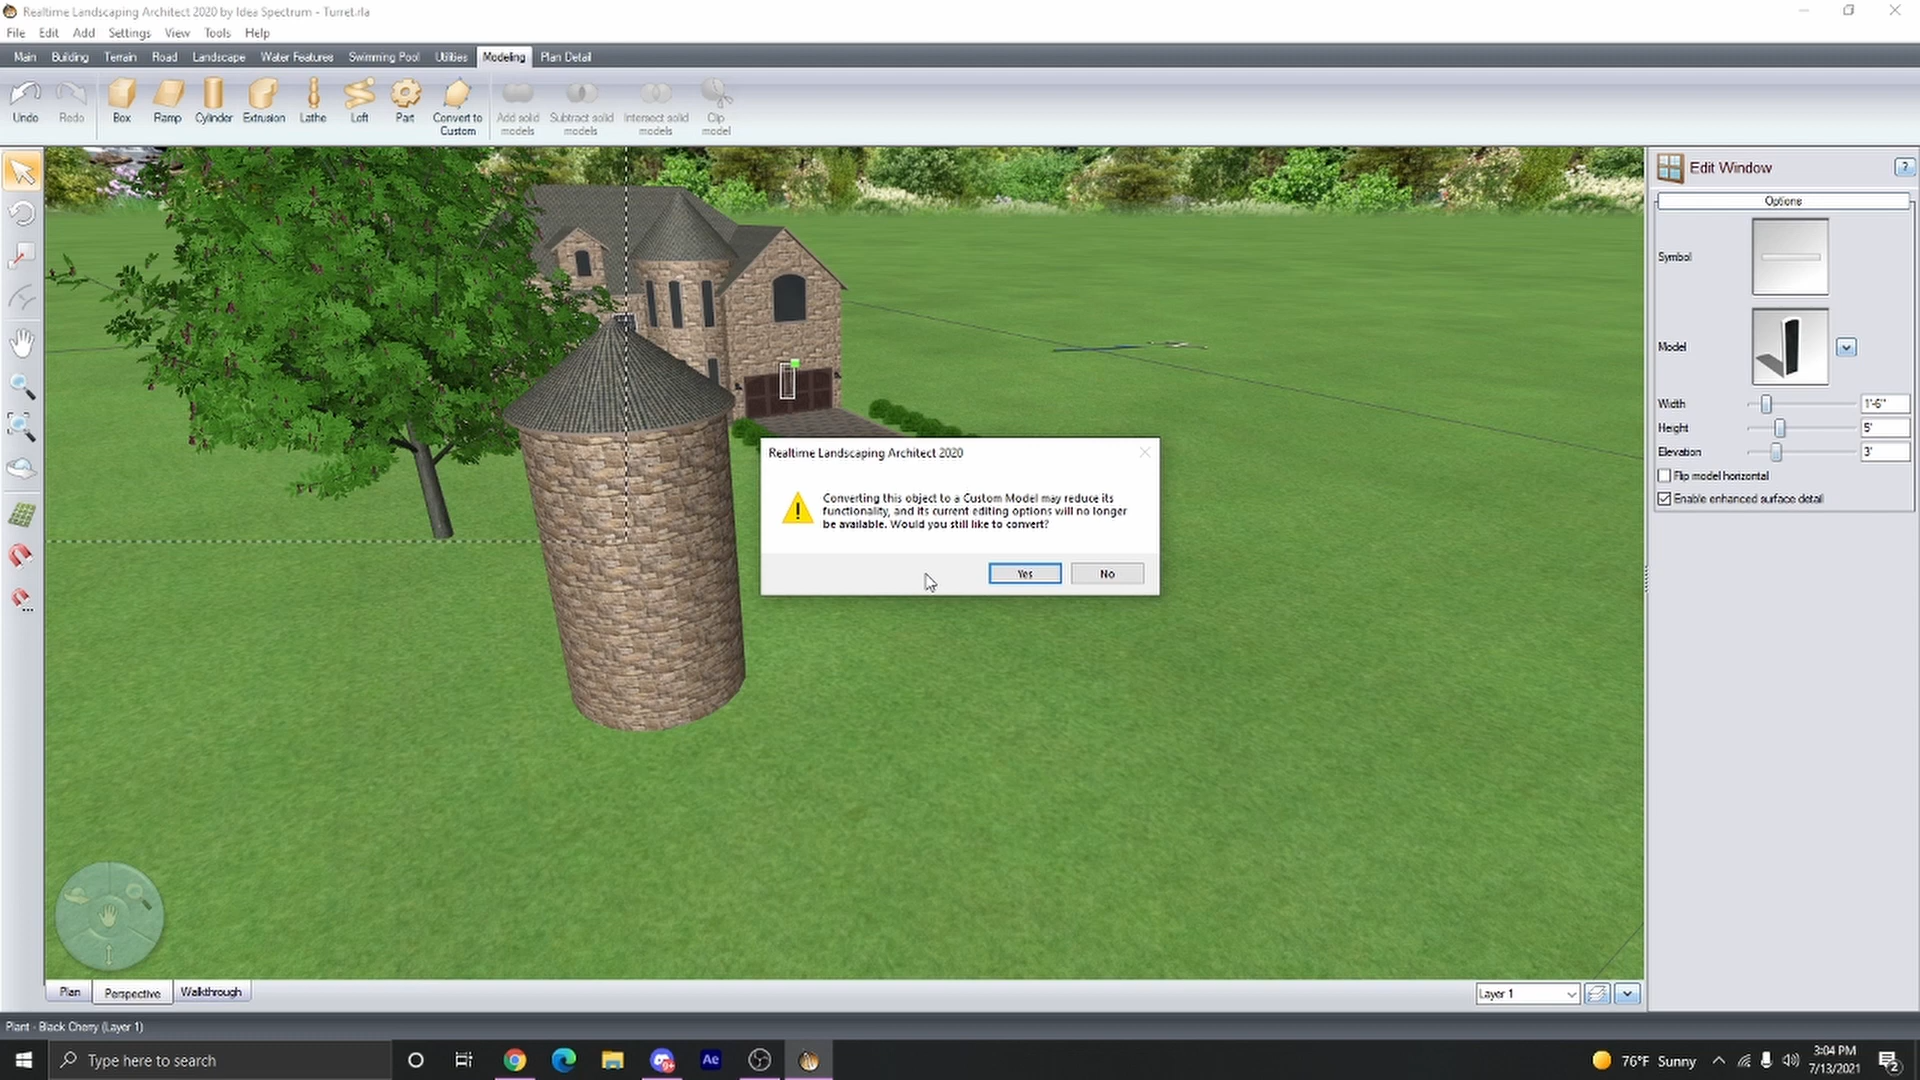 Realtime Landscaping Architect 2020 by Idea Spectrum - Turret.rla
File Edit Add Settings View Tools Help
Main Building Terrain Road Landscape Water Features Swimming Pool Utilities Modeling Plan Detail
Undo Redo Box Ramp Cylinder Extrusion Lathe Loft Part Convert to Add solid Subtract solid Intersect solid Clip
Custom models models models model
Edit Window
?
Options
Symbol
Model
Width 1'-6"
Height 5'
Elevation 3'
Flip model horizontal
Enable enhanced surface detail
Realtime Landscaping Architect 2020
Converting this object to a Custom Model may reduce its
functionality, and its current editing options will no longer
be available. Would you still like to convert?
Yes No
Plan Perspective Walkthrough
Layer 1
Plant - Black Cherry (Layer 1)
Type here to search
Ae
76°F Sunny
3:04 PM
7/13/2021
2